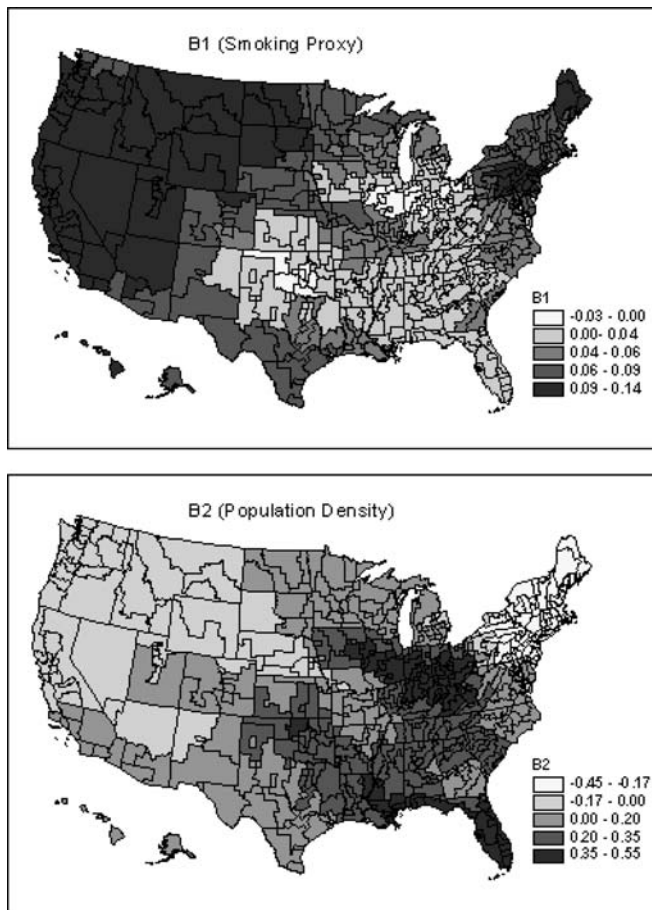 B1 (Smoking Proxy)
B1
-0.03 - 0.00
0.00- 0.04
0.04 - 0.06
0.06 - 0.09
0.09 - 0.14
B2 (Population Density)
B2
-0.45 - -0.17
-0.17 - 0.00
0.00 - 0.20
0.20 - 0.35
0.35 - 0.55